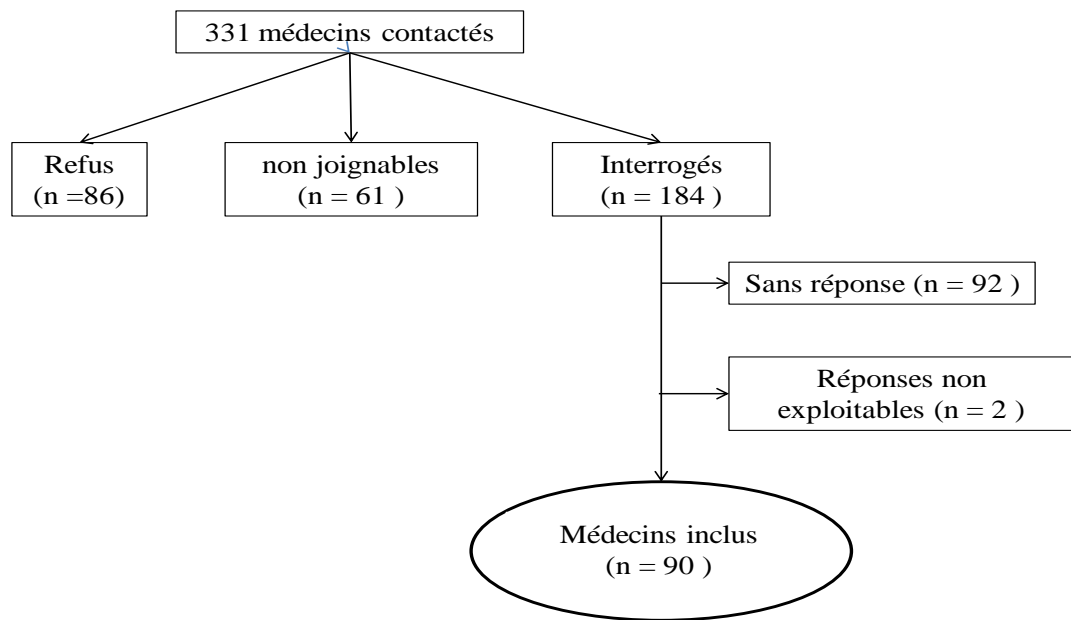 331 médecins contactés
Refus
(n =86)
non joignables
(n = 61 )
Interrogés
(n = 184 )
Sans réponse (n = 92 )
Réponses non
exploitables (n = 2 )
Médecins inclus
(n = 90 )